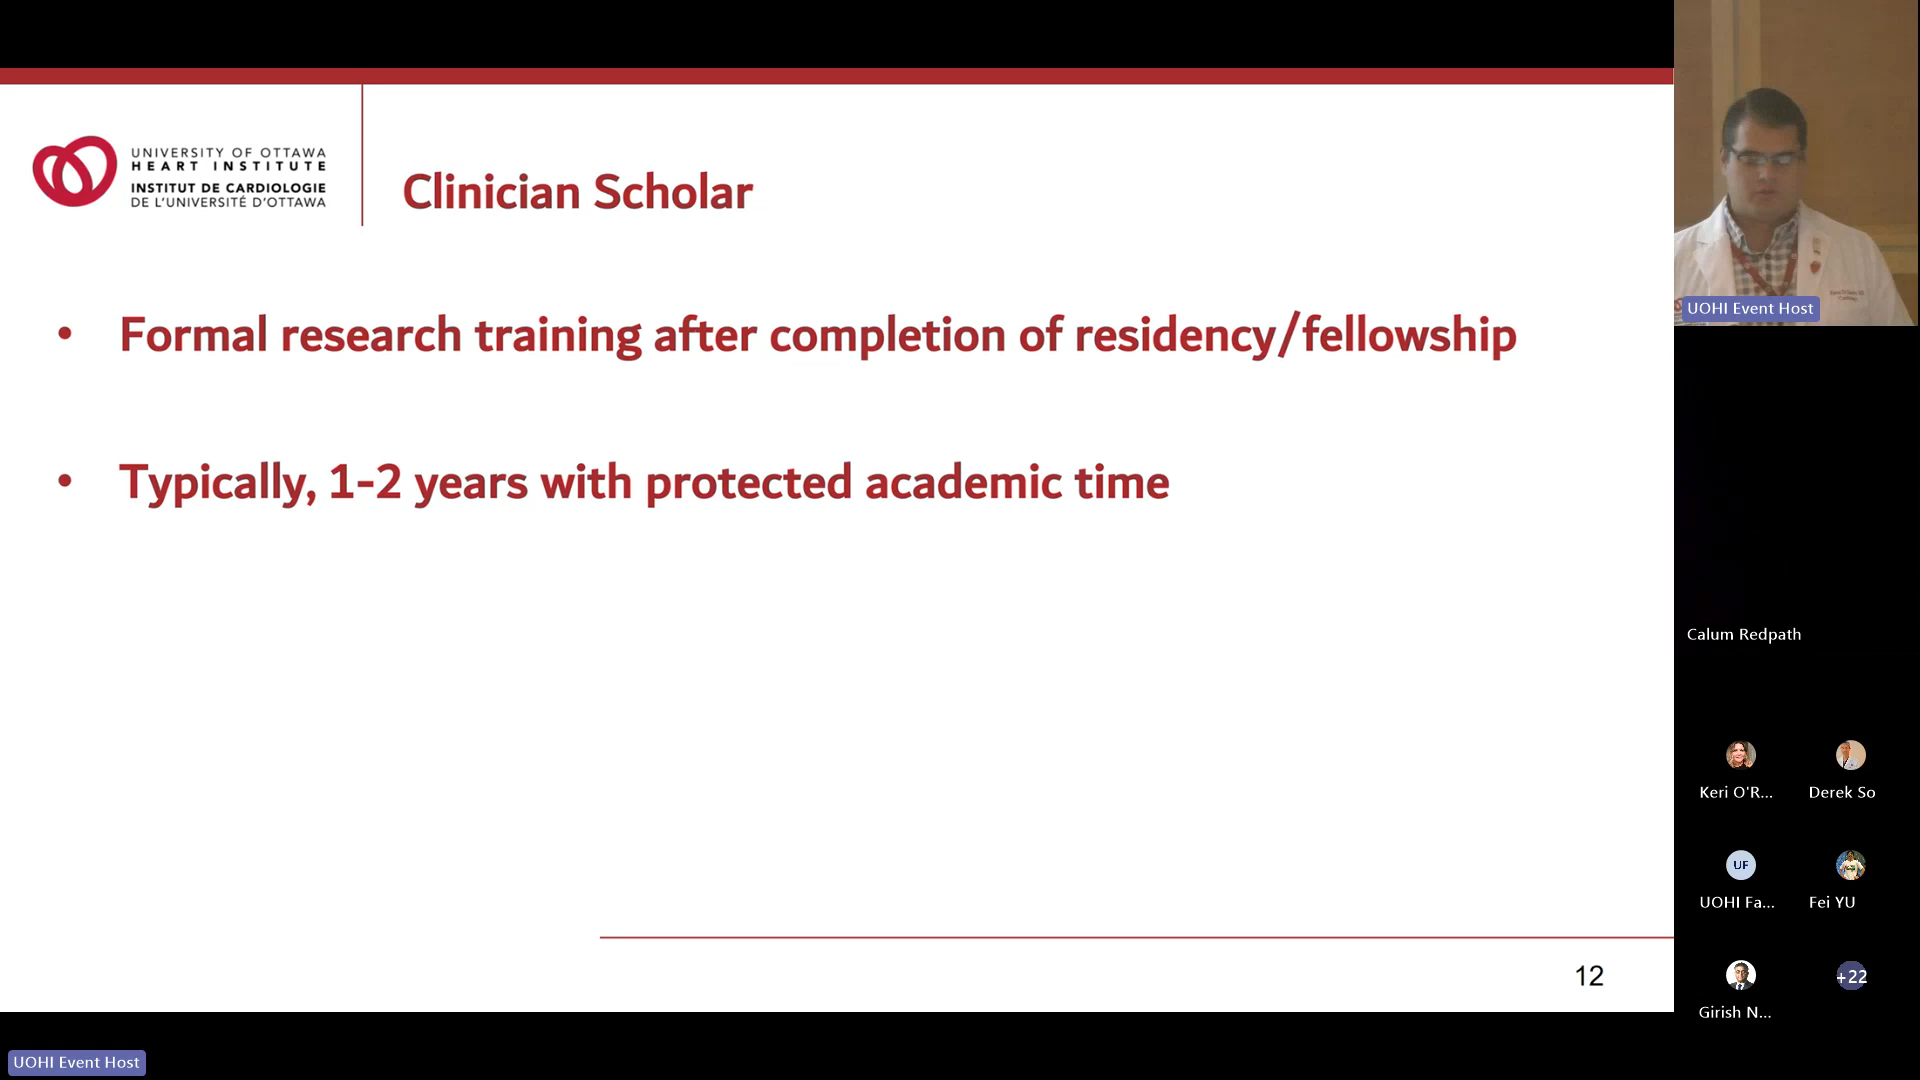 UNIVERSITY OF OTTAWA
HEART INSTITUTE
INSTITUT DE CARDIOLOGIE
DE L'UNIVERSITÉ D'OTTAWA
Clinician Scholar
• Formal research training after completion of residency/fellowship
• Typically, 1-2 years with protected academic time
12
UOHI Event Host
Calum Redpath
Keri O'R...
Derek So
UF
UOHI Fa...
Fei YU
Girish N...
+22
UOHI Event Host